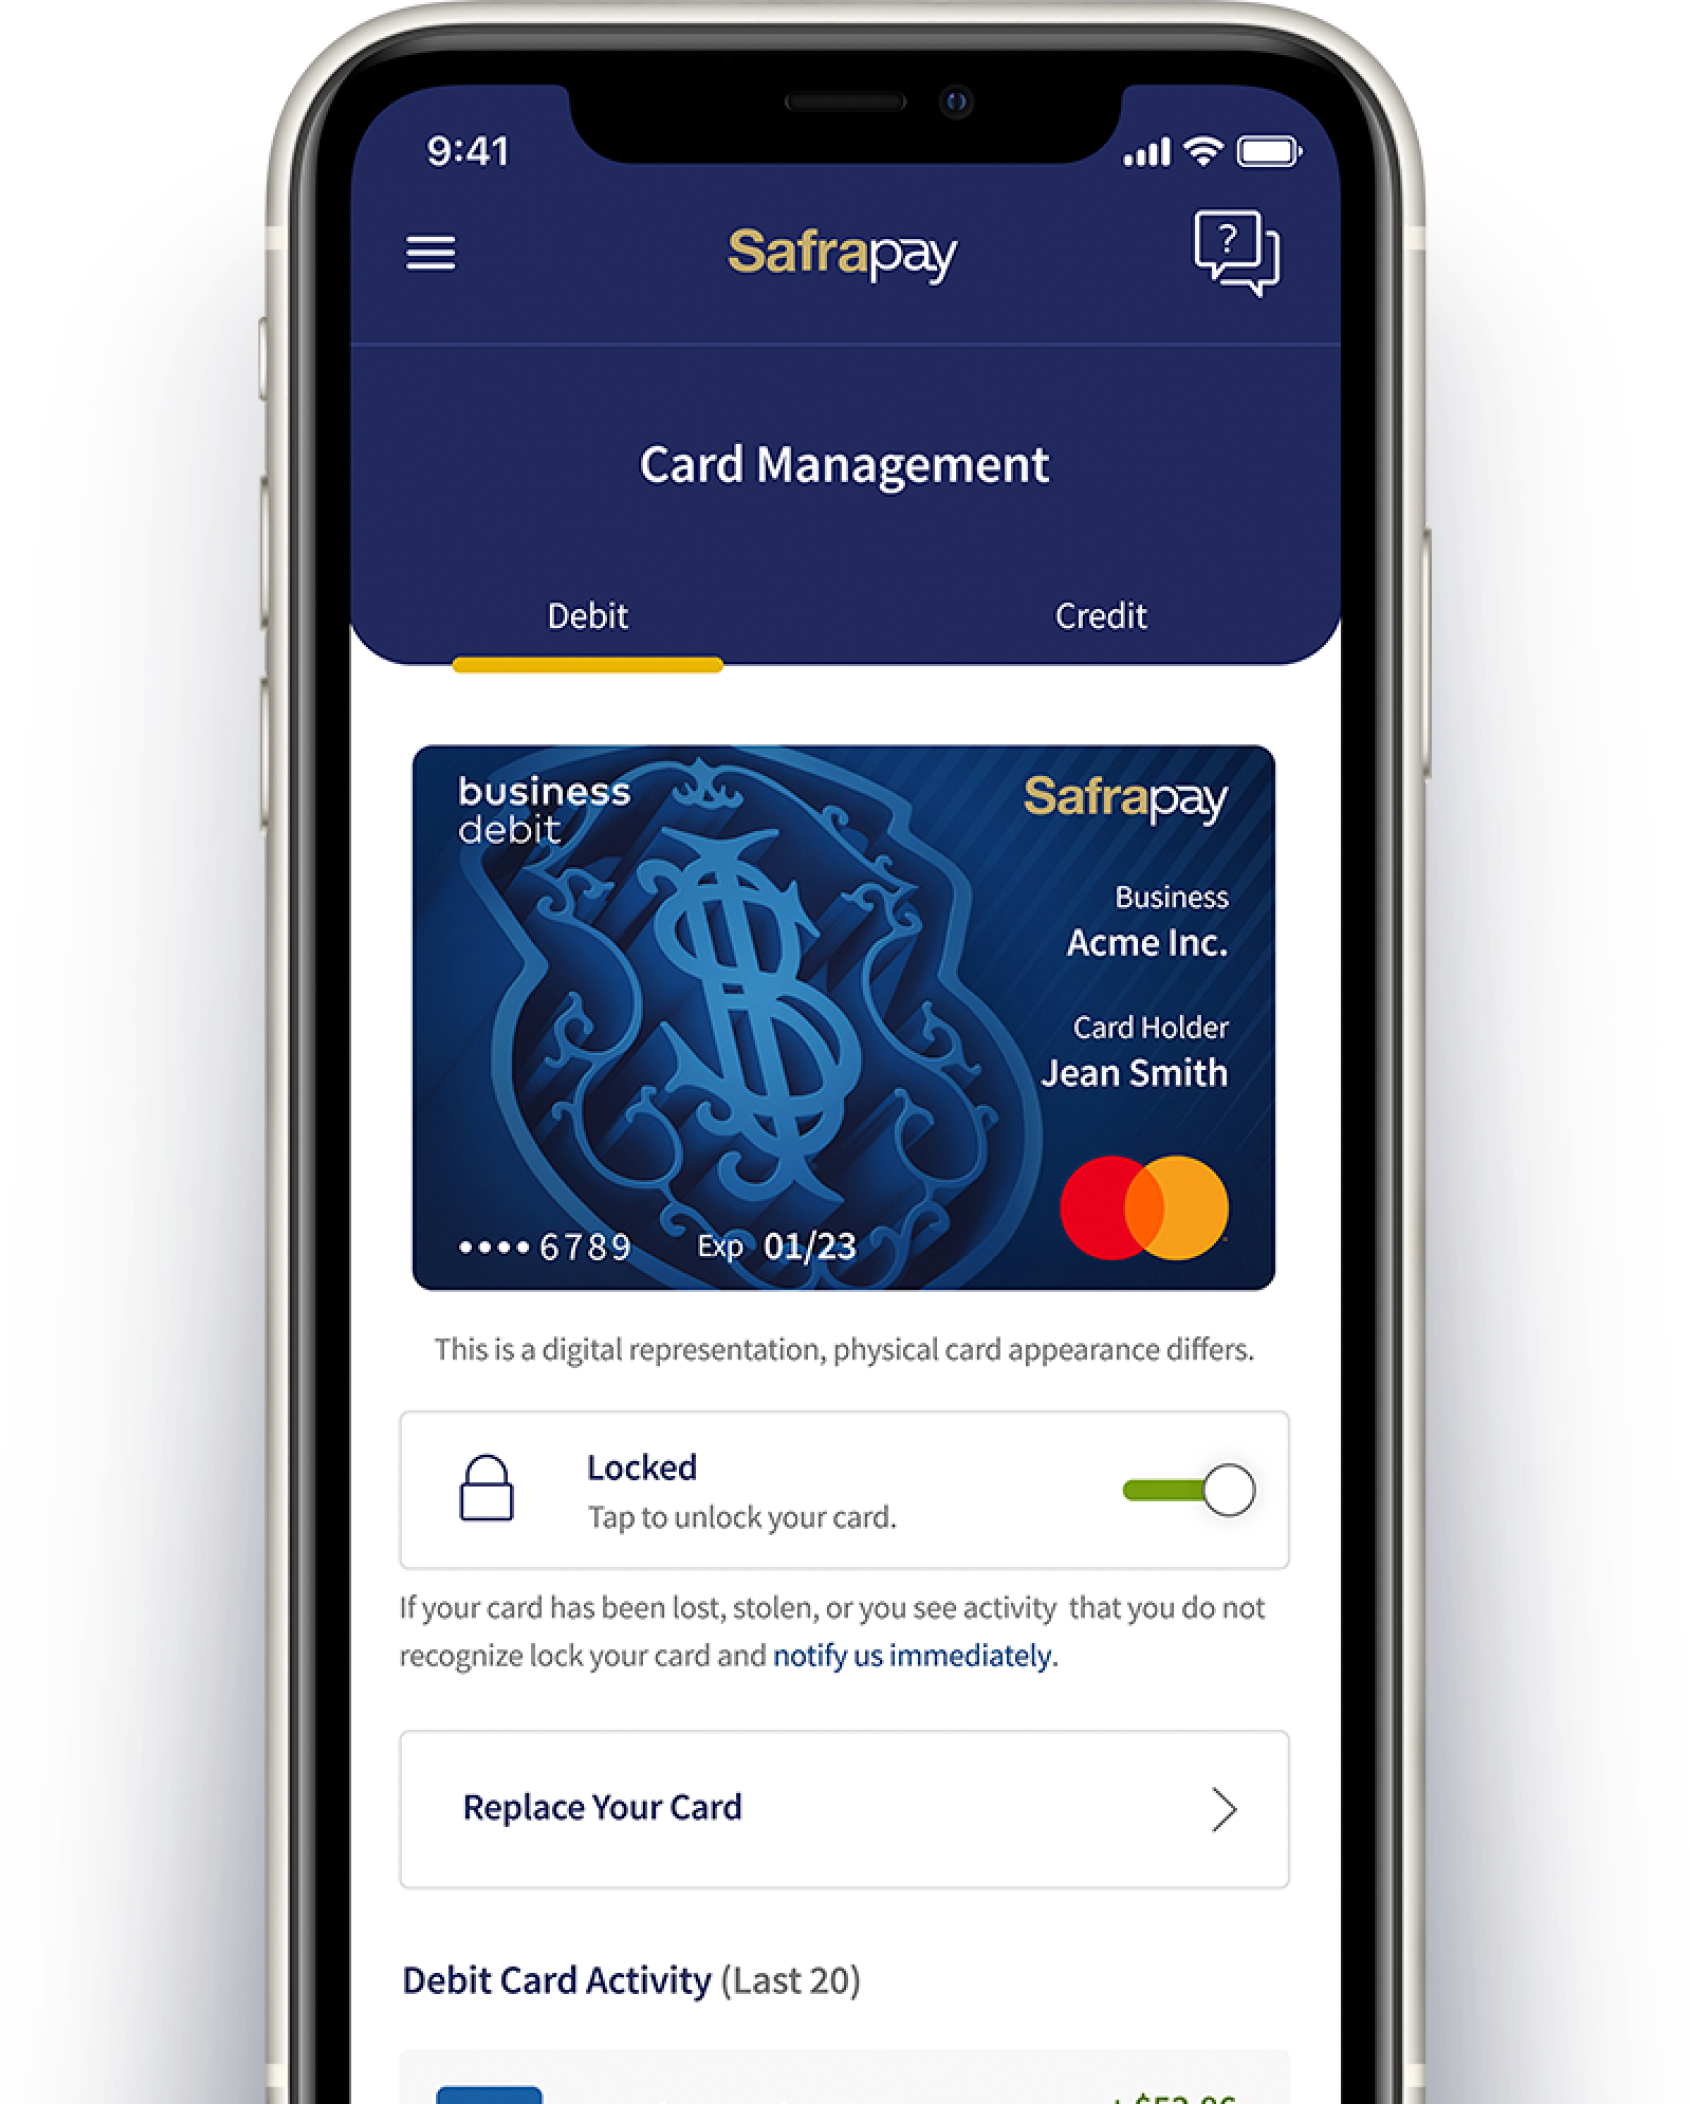 9:41
Safrapay
?
Card Management
Debit Credit
business
debit
Safrapay
Business
Acme Inc.
Card Holder
Jean Smith
••••6789 Exp 01/23
This is a digital representation, physical card appearance differs.
Locked
Tap to unlock your card.
If your card has been lost, stolen, or you see activity that you do not
recognize lock your card and notify us immediately.
Replace Your Card
Debit Card Activity (Last 20)